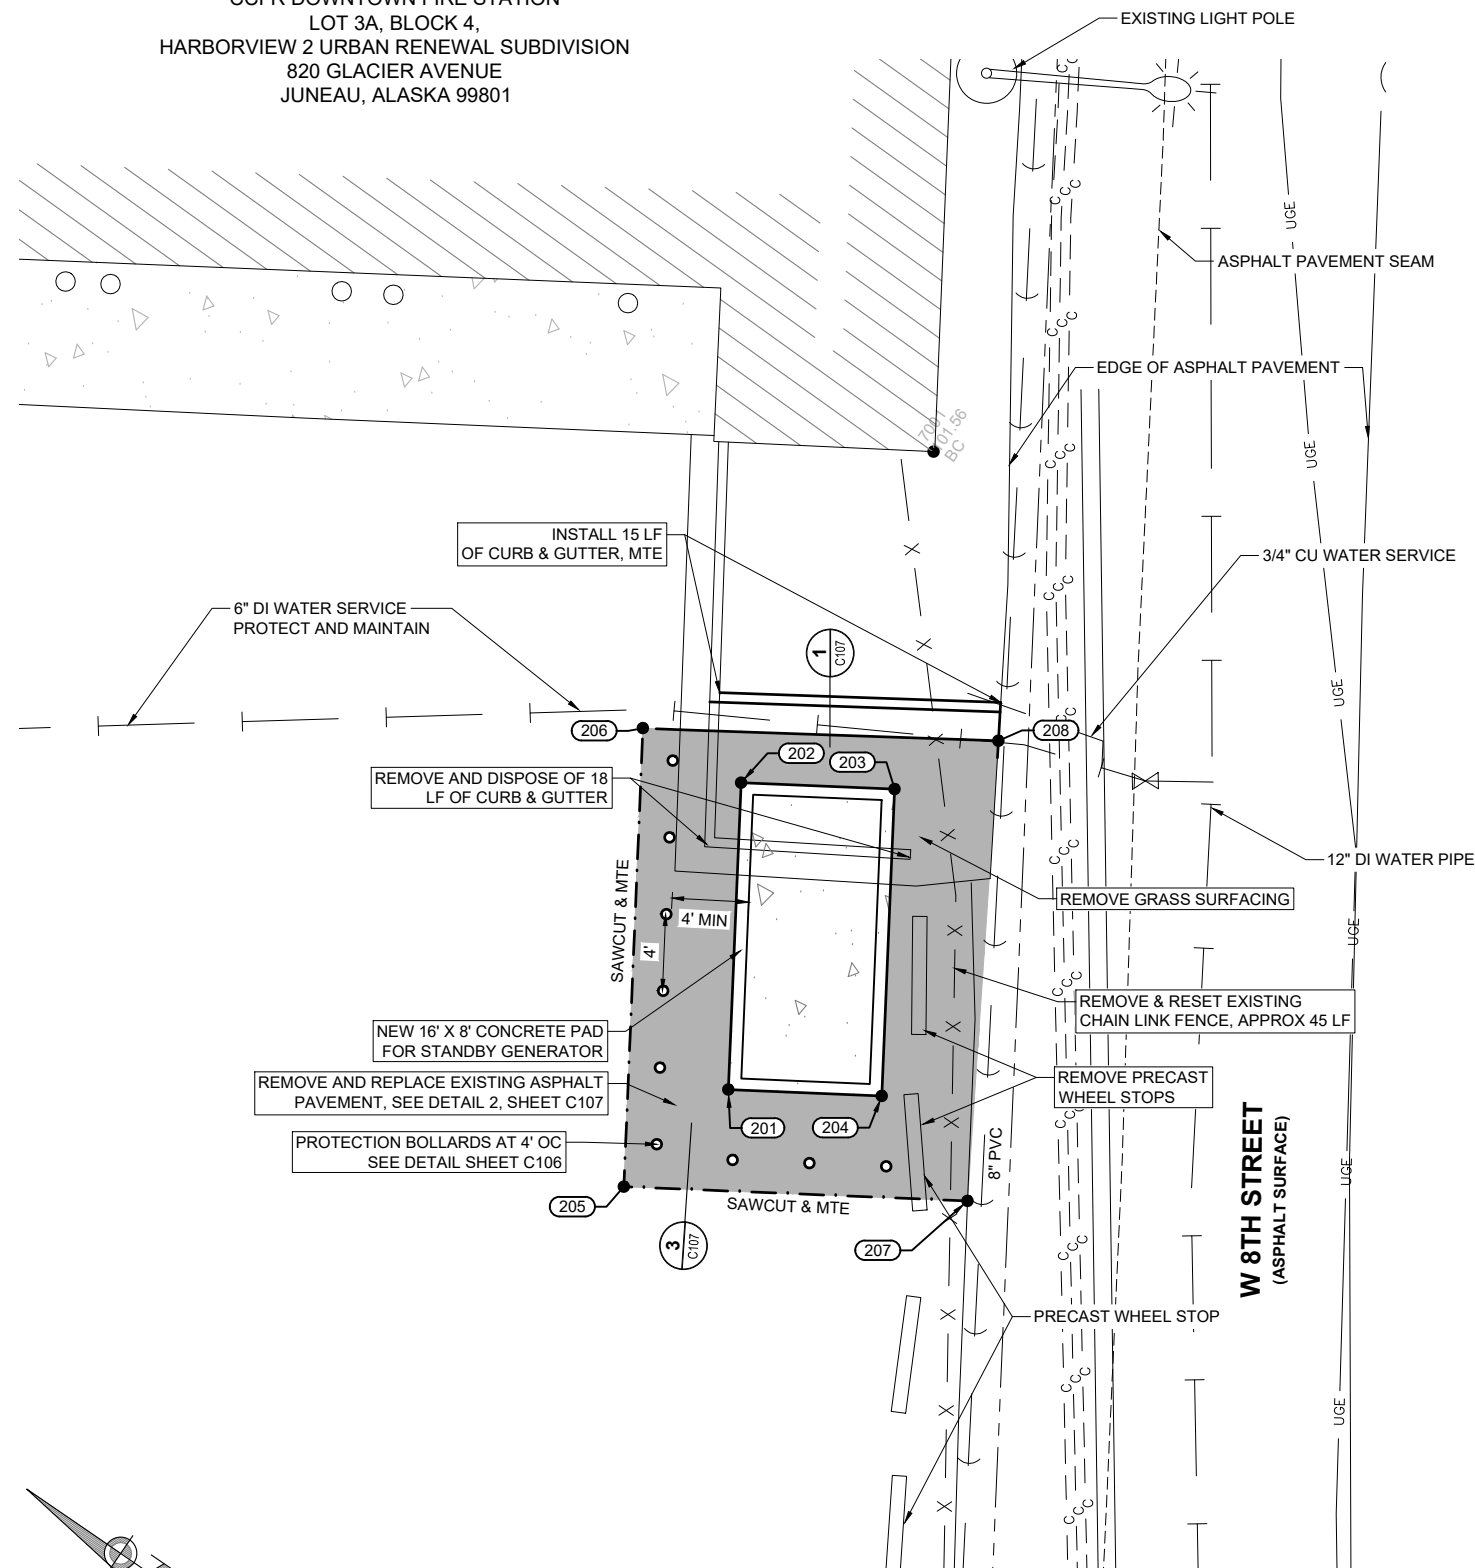 LOT 3A, BLOCK 4,
HARBORVIEW 2 URBAN RENEWAL SUBDIVISION
820 GLACIER AVENUE
JUNEAU, ALASKA 99801
EXISTING LIGHT POLE
UGE
ASPHALT PAVEMENT SEAM
EDGE OF ASPHALT PAVEMENT
BC
UGE
INSTALL 15 LF
OF CURB & GUTTER, MTE
3/4" CU WATER SERVICE
6" DI WATER SERVICE
PROTECT AND MAINTAIN
1
C107
UGE
206
208
202
203
REMOVE AND DISPOSE OF 18
LF OF CURB & GUTTER
12" DI WATER PIPE
SAWCUT & MTE
REMOVE GRASS SURFACING
4' MIN
4'
UGE
REMOVE & RESET EXISTING
CHAIN LINK FENCE, APPROX 45 LF
NEW 16' X 8' CONCRETE PAD
FOR STANDBY GENERATOR
REMOVE AND REPLACE EXISTING ASPHALT
PAVEMENT, SEE DETAIL 2, SHEET C107
REMOVE PRECAST
WHEEL STOPS
201
204
PROTECTION BOLLARDS AT 4' OC
SEE DETAIL SHEET C106
8" PVC
UGE
W 8TH STREET
(ASPHALT SURFACE)
205
SAWCUT & MTE
3
C107
207
PRECAST WHEEL STOP
UGE